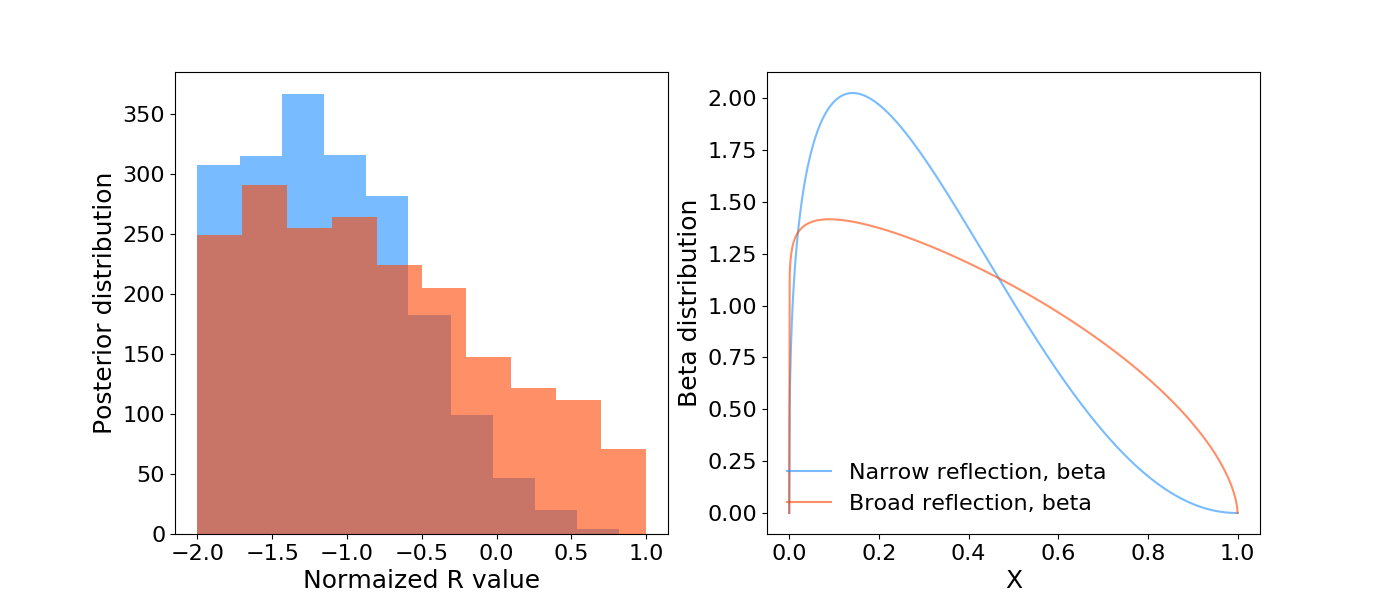 Posterior distribution
350
300
250
200
150
100
50
0
−2.0 −1.5 −1.0 −0.5 0.0 0.5 1.0
Normaized R value
Beta distribution
2.00
1.75
1.50
1.25
1.00
0.75
0.50
0.25
0.00
Narrow reflection, beta
Broad reflection, beta
0.0 0.2 0.4 0.6 0.8 1.0
X